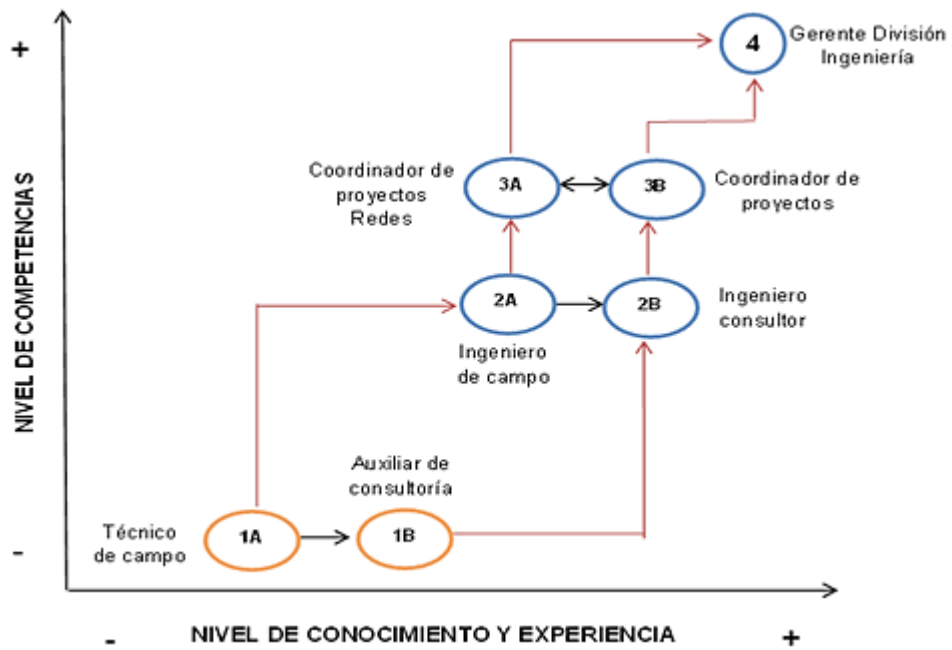 +
4
Gerente División
Ingeniería
Coordinador de
proyectos
Redes
3A
3B
Coordinador de
proyectos
NIVEL DE COMPETENCIAS
2A
2B
Ingeniero
consultor
Ingeniero
de campo
Auxiliar de
consultoría
Técnico
de campo
1A
1B
-
-
NIVEL DE CONOCIMIENTO Y EXPERIENCIA
+